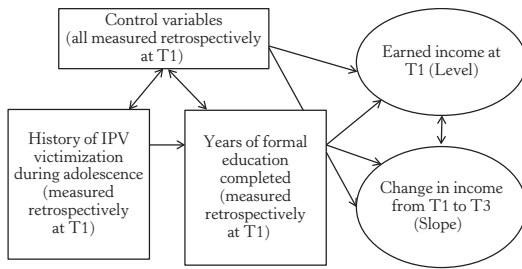 Control variables
(all measured retrospectively
at T1)
Earned income at
T1 (Level)
History of IPV
victimization
during adolescence
(measured
retrospectively
at T1)
Years of formal
education
completed
(measured
retrospectively
at T1)
Change in income
from T1 to T3
(Slope)